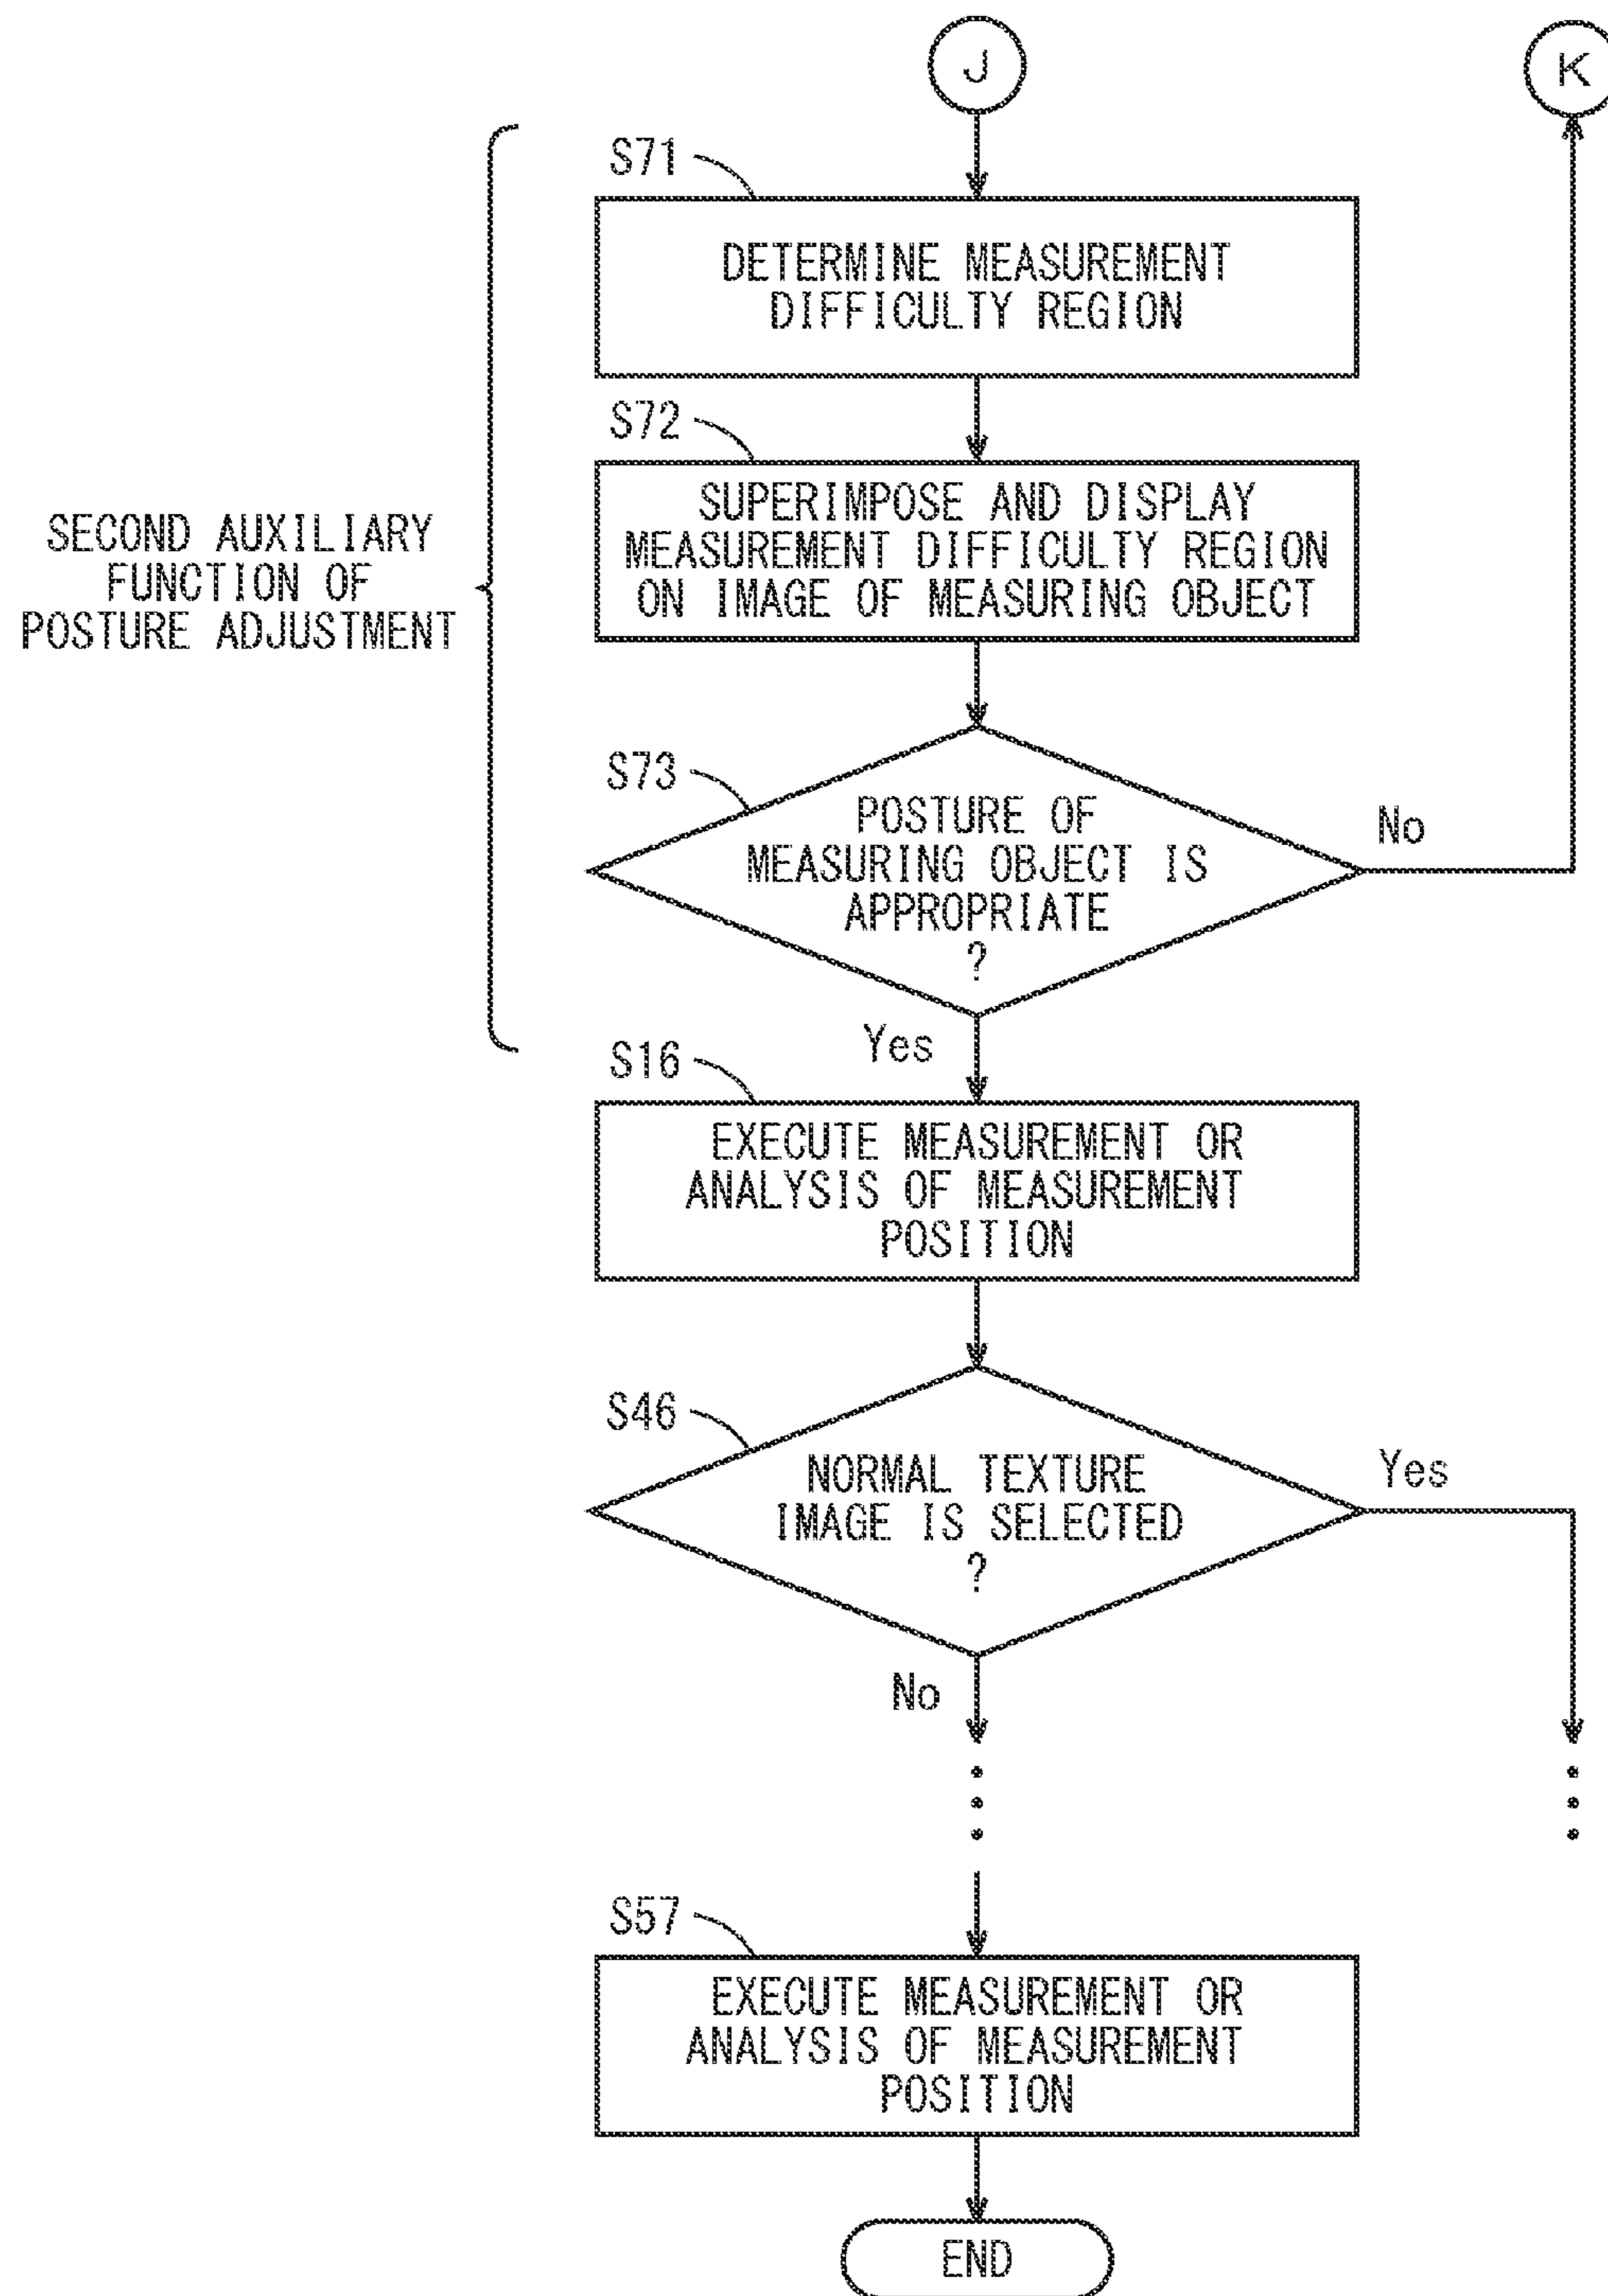 J
K
S71
DETERMINE MEASUREMENT
DIFFICULTY REGION
S72
SUPERIMPOSE AND DISPLAY
MEASUREMENT DIFFICULTY REGION
ON IMAGE OF MEASURING OBJECT
SECOND AUXILIARY
FUNCTION OF
POSTURE ADJUSTMENT
S73
POSTURE OF
MEASURING OBJECT IS
APPROPRIATE
?
No
Yes
S16
EXECUTE MEASUREMENT OR
ANALYSIS OF MEASUREMENT
POSITION
S46
NORMAL TEXTURE
IMAGE IS SELECTED
?
Yes
No
S57
EXECUTE MEASUREMENT OR
ANALYSIS OF MEASUREMENT
POSITION
END